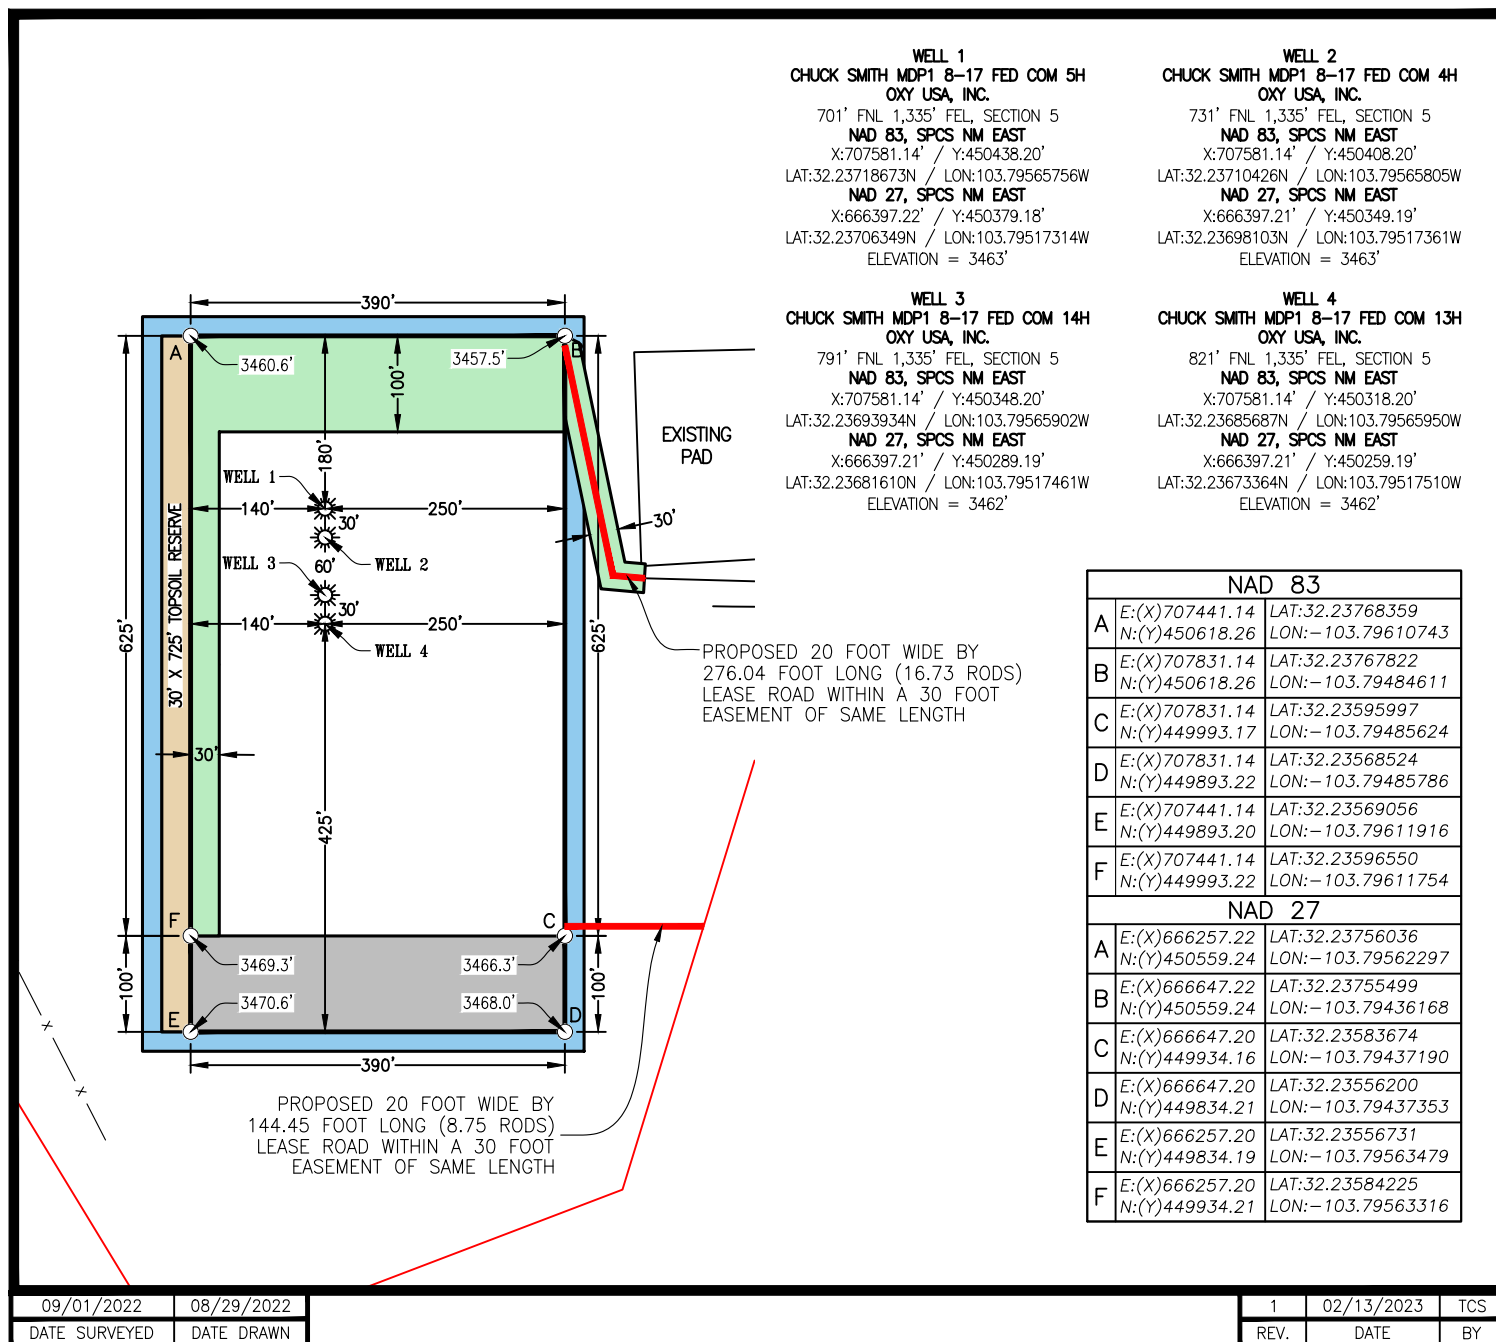 WELL 1
CHUCK SMITH MDP1 8-17 FED COM 5H
OXY USA, INC.
701' FNL 1,335' FEL, SECTION 5
NAD 83, SPCS NM EAST
X:707581.14' / Y:450438.20'
LAT:32.23718673N / LON:103.79565756W
NAD 27, SPCS NM EAST
X:666397.22' / Y:450379.18'
LAT:32.23706349N / LON:103.79517314W
ELEVATION = 3463'
WELL 2
CHUCK SMITH MDP1 8-17 FED COM 4H
OXY USA, INC.
731' FNL 1,335' FEL, SECTION 5
NAD 83, SPCS NM EAST
X:707581.14' / Y:450408.20'
LAT:32.23710426N / LON:103.79565805W
NAD 27, SPCS NM EAST
X:666397.21' / Y:450349.19'
LAT:32.23698103N / LON:103.79517361W
ELEVATION = 3463'
WELL 3
CHUCK SMITH MDP1 8-17 FED COM 14H
OXY USA, INC.
791' FNL 1,335' FEL, SECTION 5
NAD 83, SPCS NM EAST
X:707581.14' / Y:450348.20'
LAT:32.23693934N / LON:103.79565902W
NAD 27, SPCS NM EAST
X:666397.21' / Y:450289.19'
LAT:32.23681610N / LON:103.79517461W
ELEVATION = 3462'
WELL 4
CHUCK SMITH MDP1 8-17 FED COM 13H
OXY USA, INC.
821' FNL 1,335' FEL, SECTION 5
NAD 83, SPCS NM EAST
X:707581.14' / Y:450318.20'
LAT:32.23685687N / LON:103.79565950W
NAD 27, SPCS NM EAST
X:666397.21' / Y:450259.19'
LAT:32.23673364N / LON:103.79517510W
ELEVATION = 3462'
390'
A
B
3460.6'
3457.5'
100'
180'
EXISTING
PAD
WELL 1
140'
250'
30'
30'
WELL 2
WELL 3
60'
30'
140'
250'
WELL 4
625'
625'
30' X 725' TOPSOIL RESERVE
30'
425'
PROPOSED 20 FOOT WIDE BY
276.04 FOOT LONG (16.73 RODS)
LEASE ROAD WITHIN A 30 FOOT
EASEMENT OF SAME LENGTH
F
C
3469.3'
3466.3'
100'
100'
3470.6'
3468.0'
E
D
390'
X
X
PROPOSED 20 FOOT WIDE BY
144.45 FOOT LONG (8.75 RODS)
LEASE ROAD WITHIN A 30 FOOT
EASEMENT OF SAME LENGTH
NAD 83
A E:(X)707441.14 LAT:32.23768359
N:(Y)450618.26 LON:-103.79610743
B E:(X)707831.14 LAT:32.23767822
N:(Y)450618.26 LON:-103.79484611
C E:(X)707831.14 LAT:32.23595997
N:(Y)449993.17 LON:-103.79485624
D E:(X)707831.14 LAT:32.23568524
N:(Y)449893.22 LON:-103.79485786
E E:(X)707441.14 LAT:32.23569056
N:(Y)449893.20 LON:-103.79611916
F E:(X)707441.14 LAT:32.23596550
N:(Y)449993.22 LON:-103.79611754
NAD 27
A E:(X)666257.22 LAT:32.23756036
N:(Y)450559.24 LON:-103.79562297
B E:(X)666647.22 LAT:32.23755499
N:(Y)450559.24 LON:-103.79436168
C E:(X)666647.20 LAT:32.23583674
N:(Y)449934.16 LON:-103.79437190
D E:(X)666647.20 LAT:32.23556200
N:(Y)449834.21 LON:-103.79437353
E E:(X)666257.20 LAT:32.23556731
N:(Y)449834.19 LON:-103.79563479
F E:(X)666257.20 LAT:32.23584225
N:(Y)449934.21 LON:-103.79563316
09/01/2022 08/29/2022
DATE SURVEYED DATE DRAWN
1 02/13/2023 TCS
REV. DATE BY